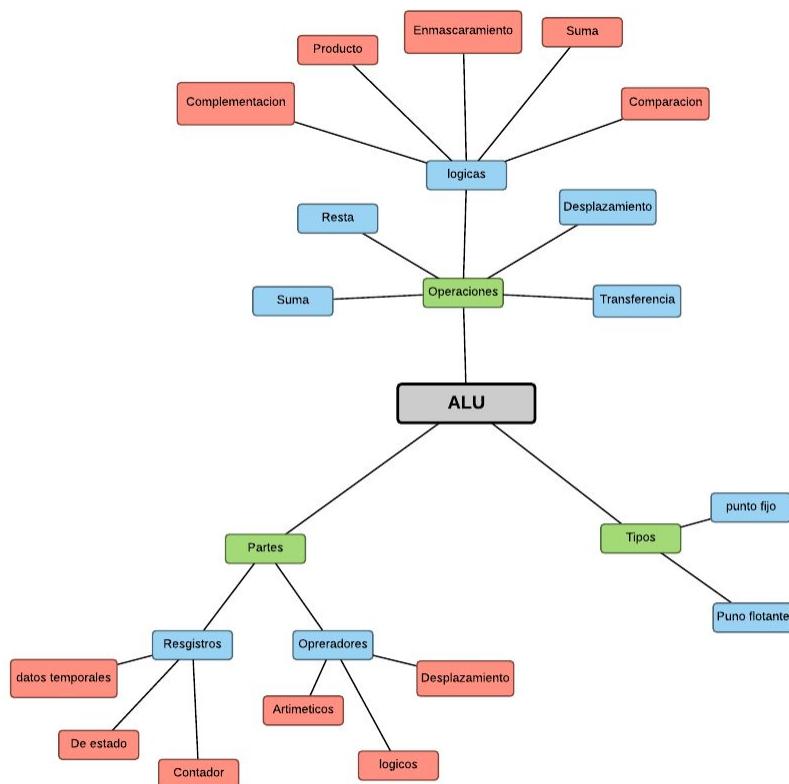 Enmascaramiento
Suma
Producto
Complementacion
Comparacion
logicas
Desplazamiento
Resta
Operaciones
Suma
Transferencia
ALU
punto fijo
Tipos
Partes
Puno flotante
Resgistros
Opreradores
datos temporales
Desplazamiento
Artimeticos
De estado
logicos
Contador